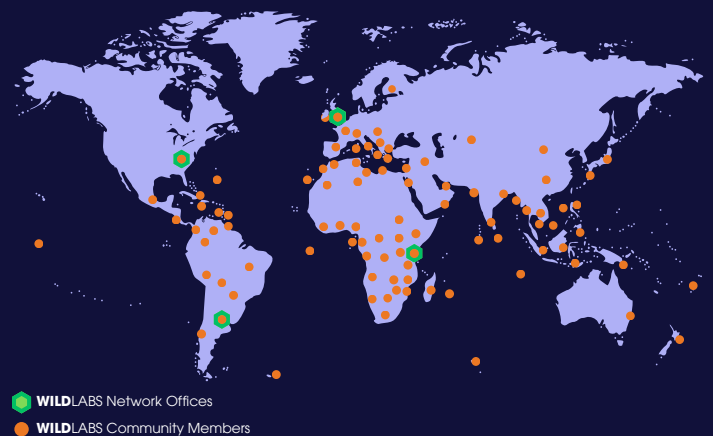 WILDLABS Network Offices
WILDLABS Community Members